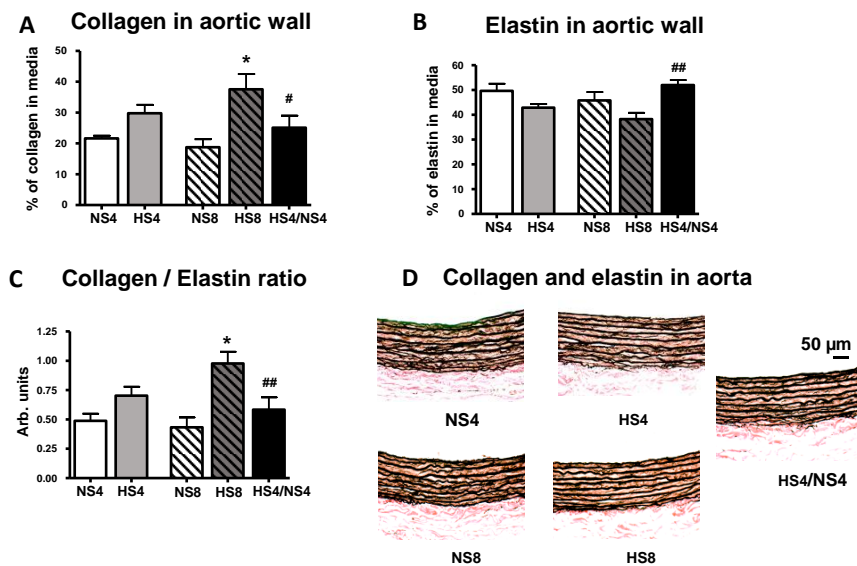 A Collagen in aortic wall
% of collagen in media
50
40
30
20
10
0
*
#
NS4 HS4 NS8 HS8 HS4/NS4
B Elastin in aortic wall
% of elastin in media
60
50
40
30
20
10
0
##
NS4 HS4 NS8 HS8 HS4/NS4
C Collagen / Elastin ratio
Arb. units
1.25
1.00
0.75
0.50
0.25
0.00
*
##
NS4 HS4 NS8 HS8 HS4/NS4
D Collagen and elastin in aorta
50 µm
NS4 HS4
HS4/NS4
NS8 HS8